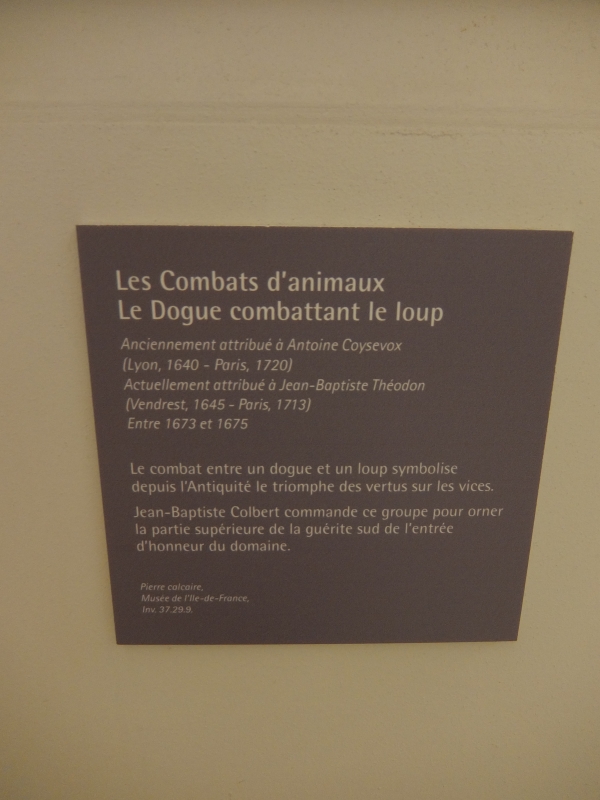 Les Combats d'animaux
Le Dogue combattant le loup
Anciennement attribué à Antoine Coysevox
(Lyon, 1640 - Paris, 1720)
Actuellement attribué à Jean-Baptiste Théodon
(Vendrest, 1645 - Paris, 1713)
Entre 1673 et 1675
Le combat entre un dogue et un loup symbolise
depuis l'Antiquité le triomphe des vertus sur les vices.
Jean-Baptiste Colbert commande ce groupe pour orner
la partie supérieure de la guérite sud de l'entrée
d'honneur du domaine.
Pierre calcaire,
Musée de l'Ile-de-France,
Inv. 37.29.9.